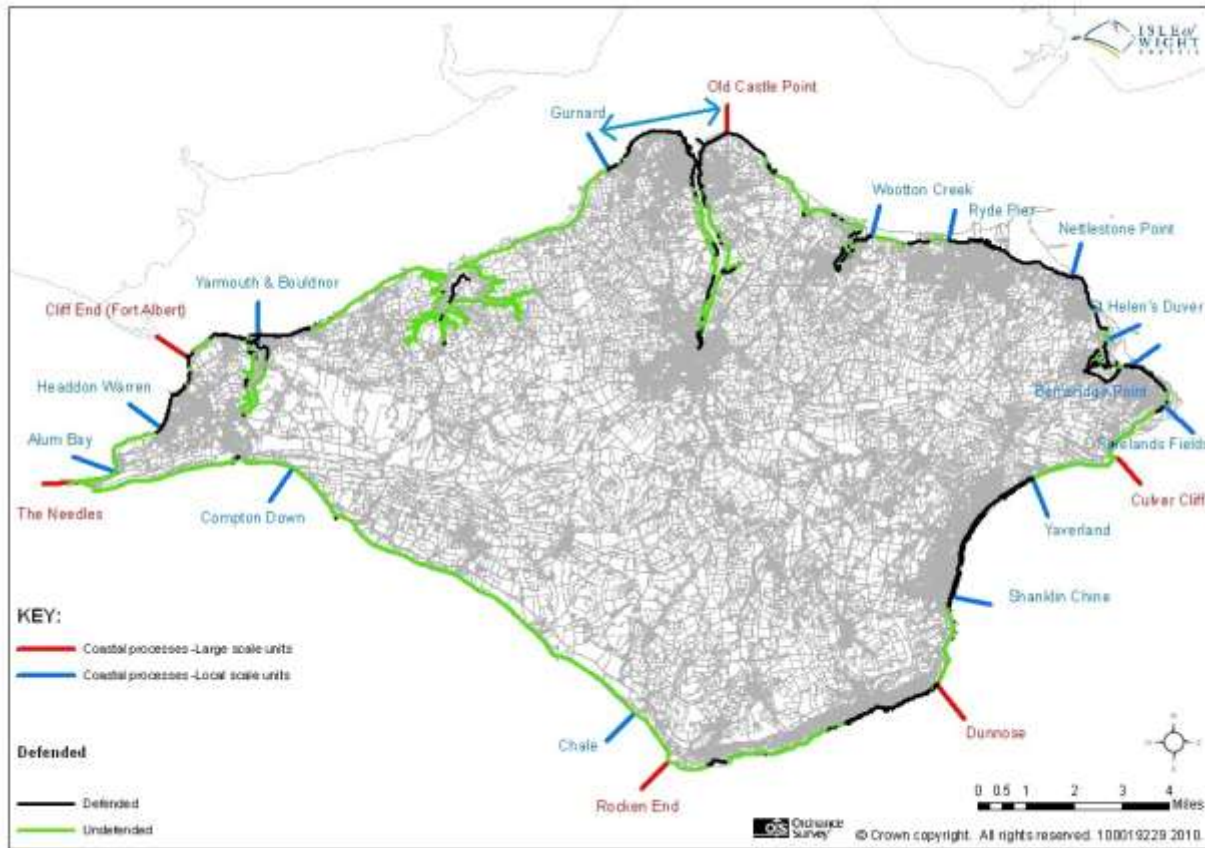 ISLE of
WIGHT
COUNCIL
Old Castle Point
Gurnard
Wootton Creek
Ryde Pier
Nettlestone Point
Yarmouth & Bouldnor
Cliff End (Fort Albert)
St Helen's Duver
Headdon Warren
Bembridge Point
Alum Bay
Forelands Fields
The Needles
Compton Down
Culver Cliff
Yaverland
Shanklin Chine
KEY:
Coastal processes -Large scale units
Coastal processes -Local scale units
Dunnose
Chale
Defended
Rocken End
0 0.5 1 2 3 4
Miles
Defended
Undefended
OS Ordnance
Survey
© Crown copyright. All rights reserved. 100019229 2010.